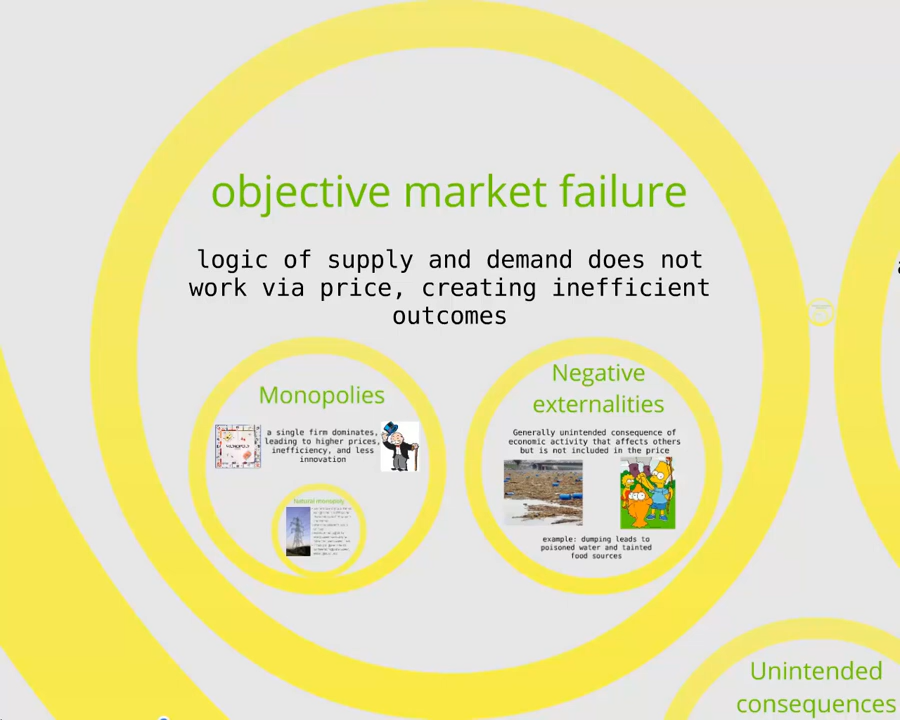 objective market failure
logic of supply and demand does not
work via price, creating inefficient
outcomes
Monopolies
a single firm dominates,
leading to higher prices,
inefficiency, and less
innovation
Natural monopoly
Negative
externalities
Generally unintended consequence of
economic activity that affects others
but is not included in the price
example: dumping leads to
poisoned water and tainted
food sources
Unintended
consequences